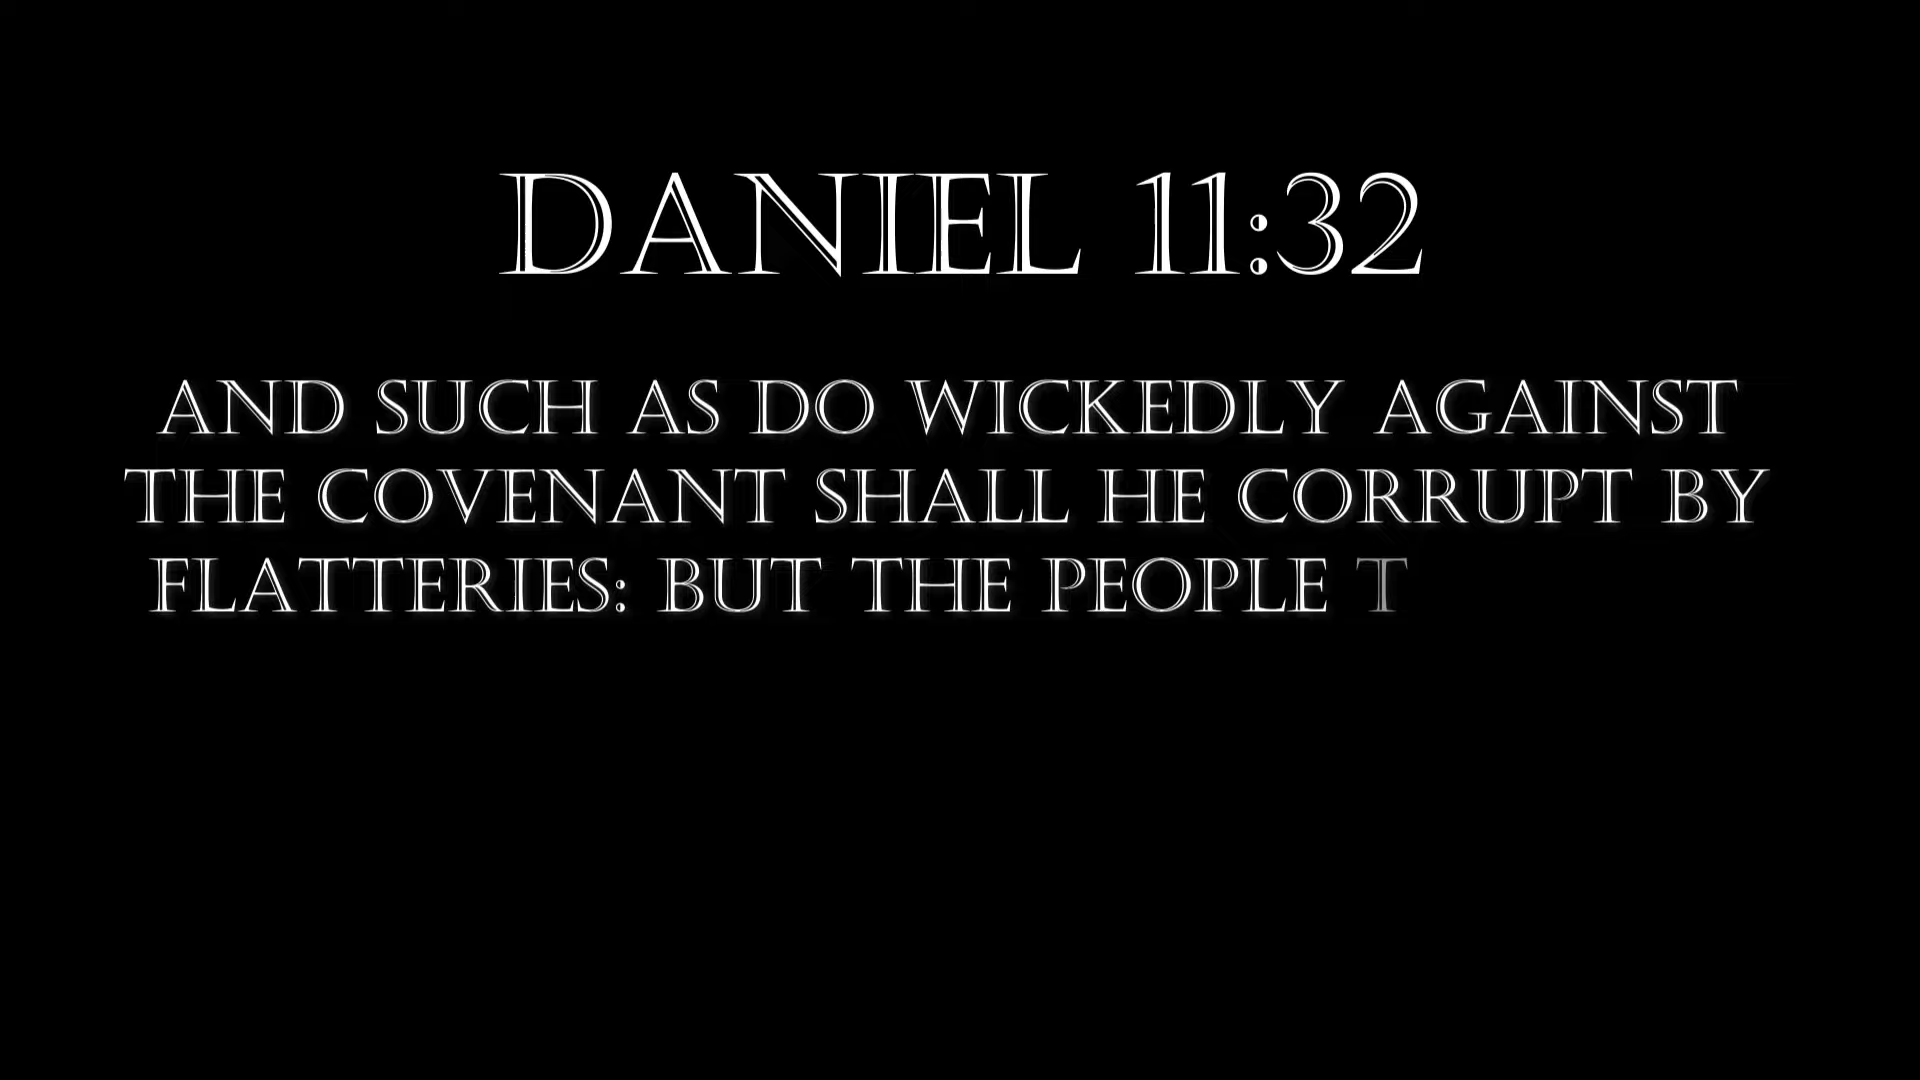 DANIEL 11:32
AND SUCH AS DO WICKEDLY AGAINST
THE COVENANT SHALL HE CORRUPT BY
FLATTERIES: BUT THE PEOPLE T